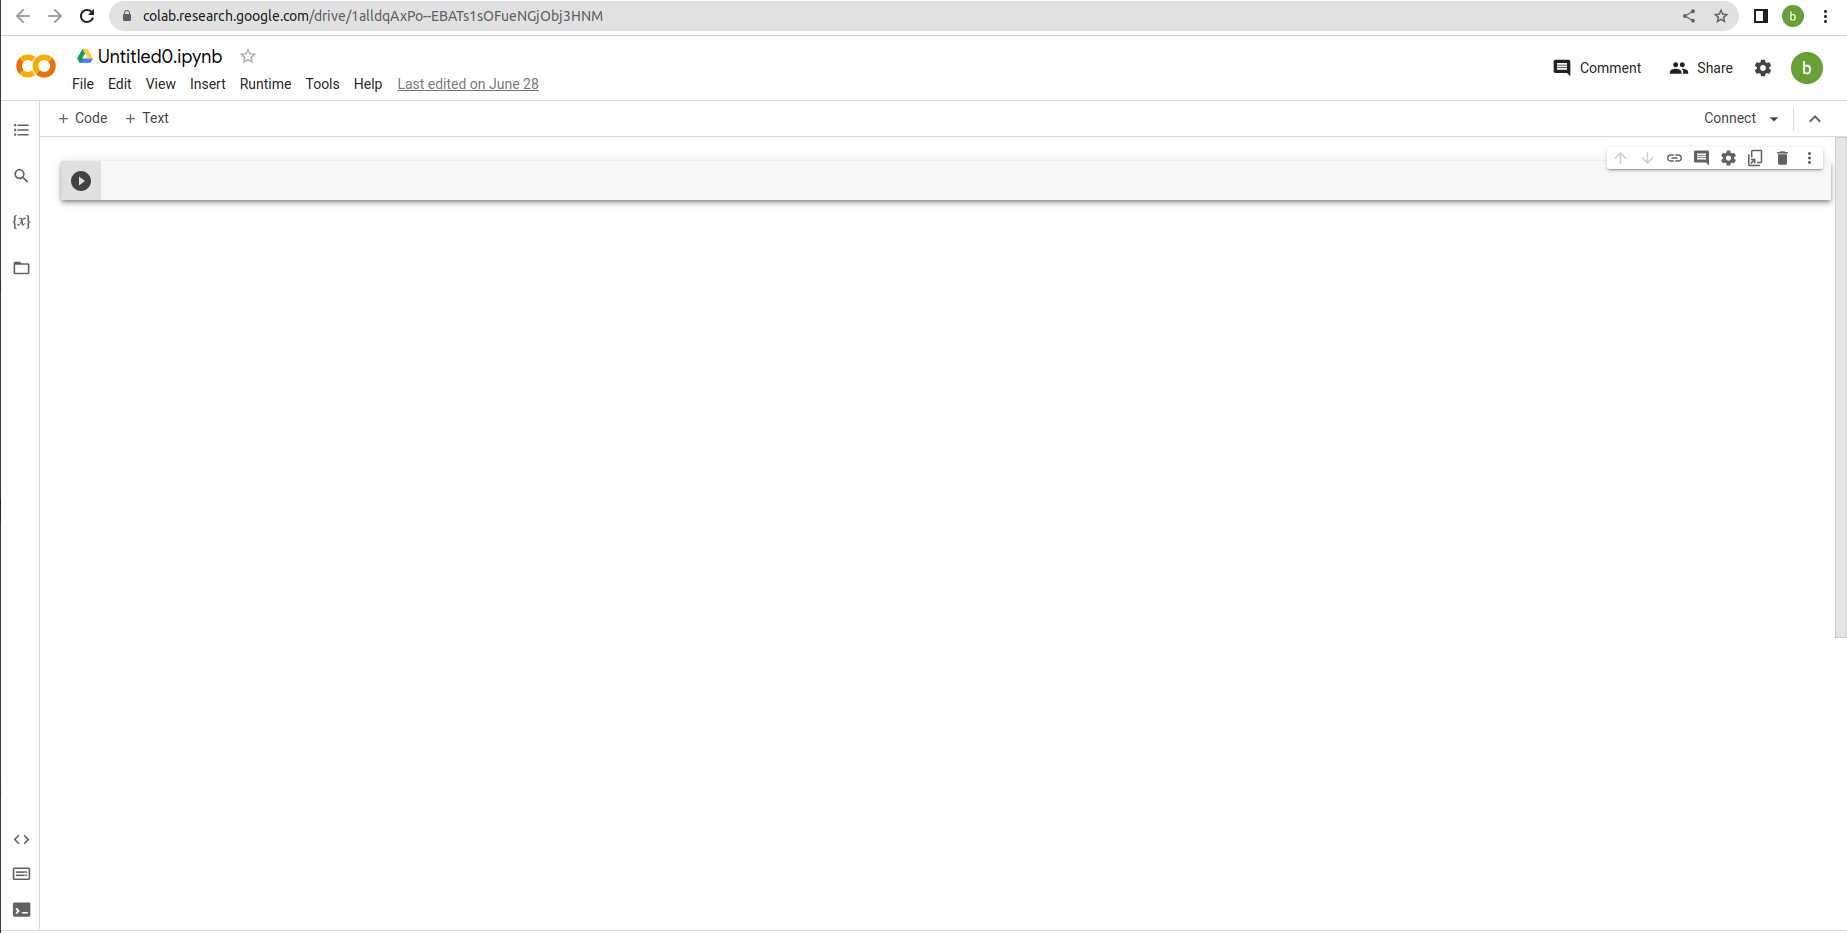 colab.research.google.com/drive/1alldqAxPo--EBATs1sOFueNGjObj3HNM
b
Untitled0.ipynb
File Edit View Insert Runtime Tools Help Last edited on June 28
Comment Share b
+ Code + Text
Connect
{x}